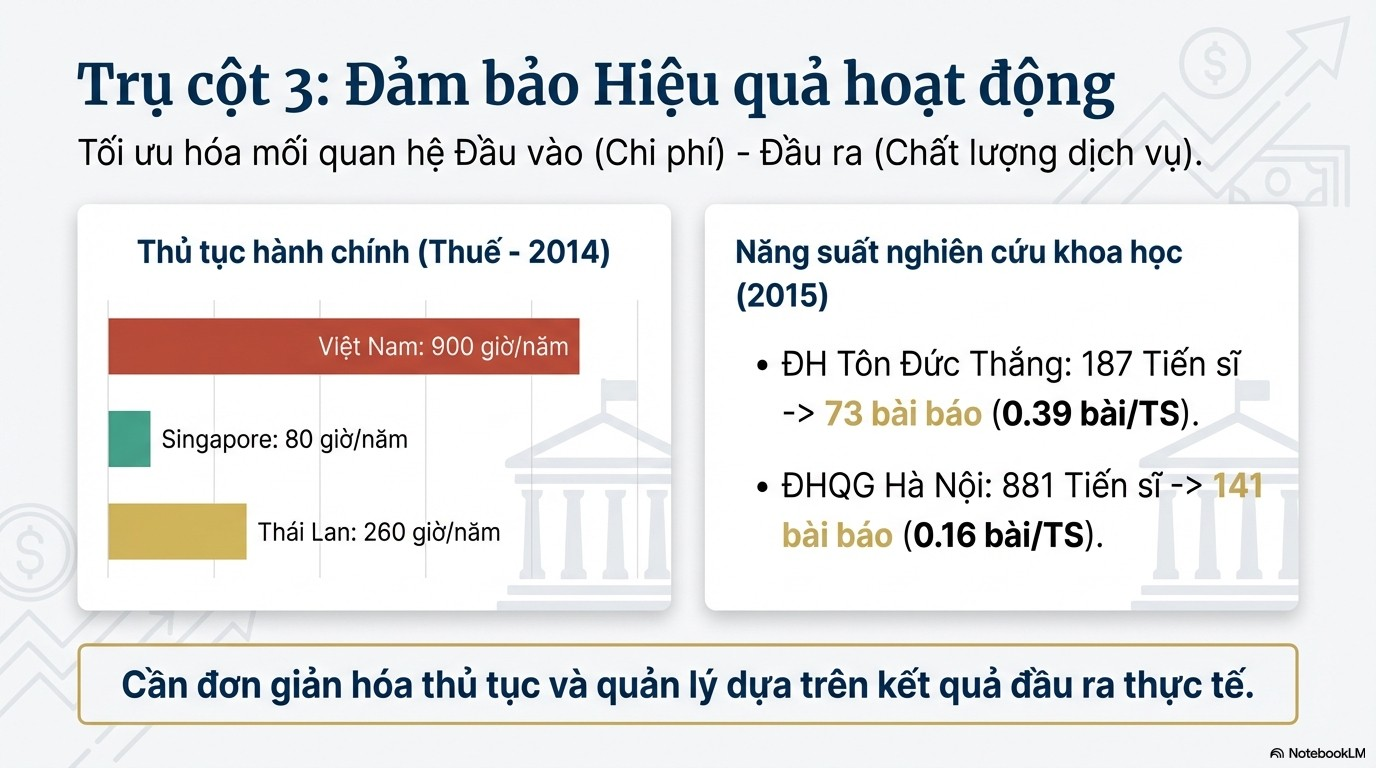 Trụ cột 3: Đảm bảo Hiệu quả hoạt động
Tối ưu hóa mối quan hệ Đầu vào (Chi phí) - Đầu ra (Chất lượng dịch vụ).
Thủ tục hành chính (Thuế - 2014)
Việt Nam: 900 giờ/năm
Singapore: 80 giờ/năm
Thái Lan: 260 giờ/năm
Năng suất nghiên cứu khoa học
(2015)
• ĐH Tôn Đức Thắng: 187 Tiến sĩ
-> 73 bài báo (0.39 bài/TS).
• ĐHQG Hà Nội: 881 Tiến sĩ -> 141
bài báo (0.16 bài/TS).
Cần đơn giản hóa thủ tục và quản lý dựa trên kết quả đầu ra thực tế.
NotebookLM